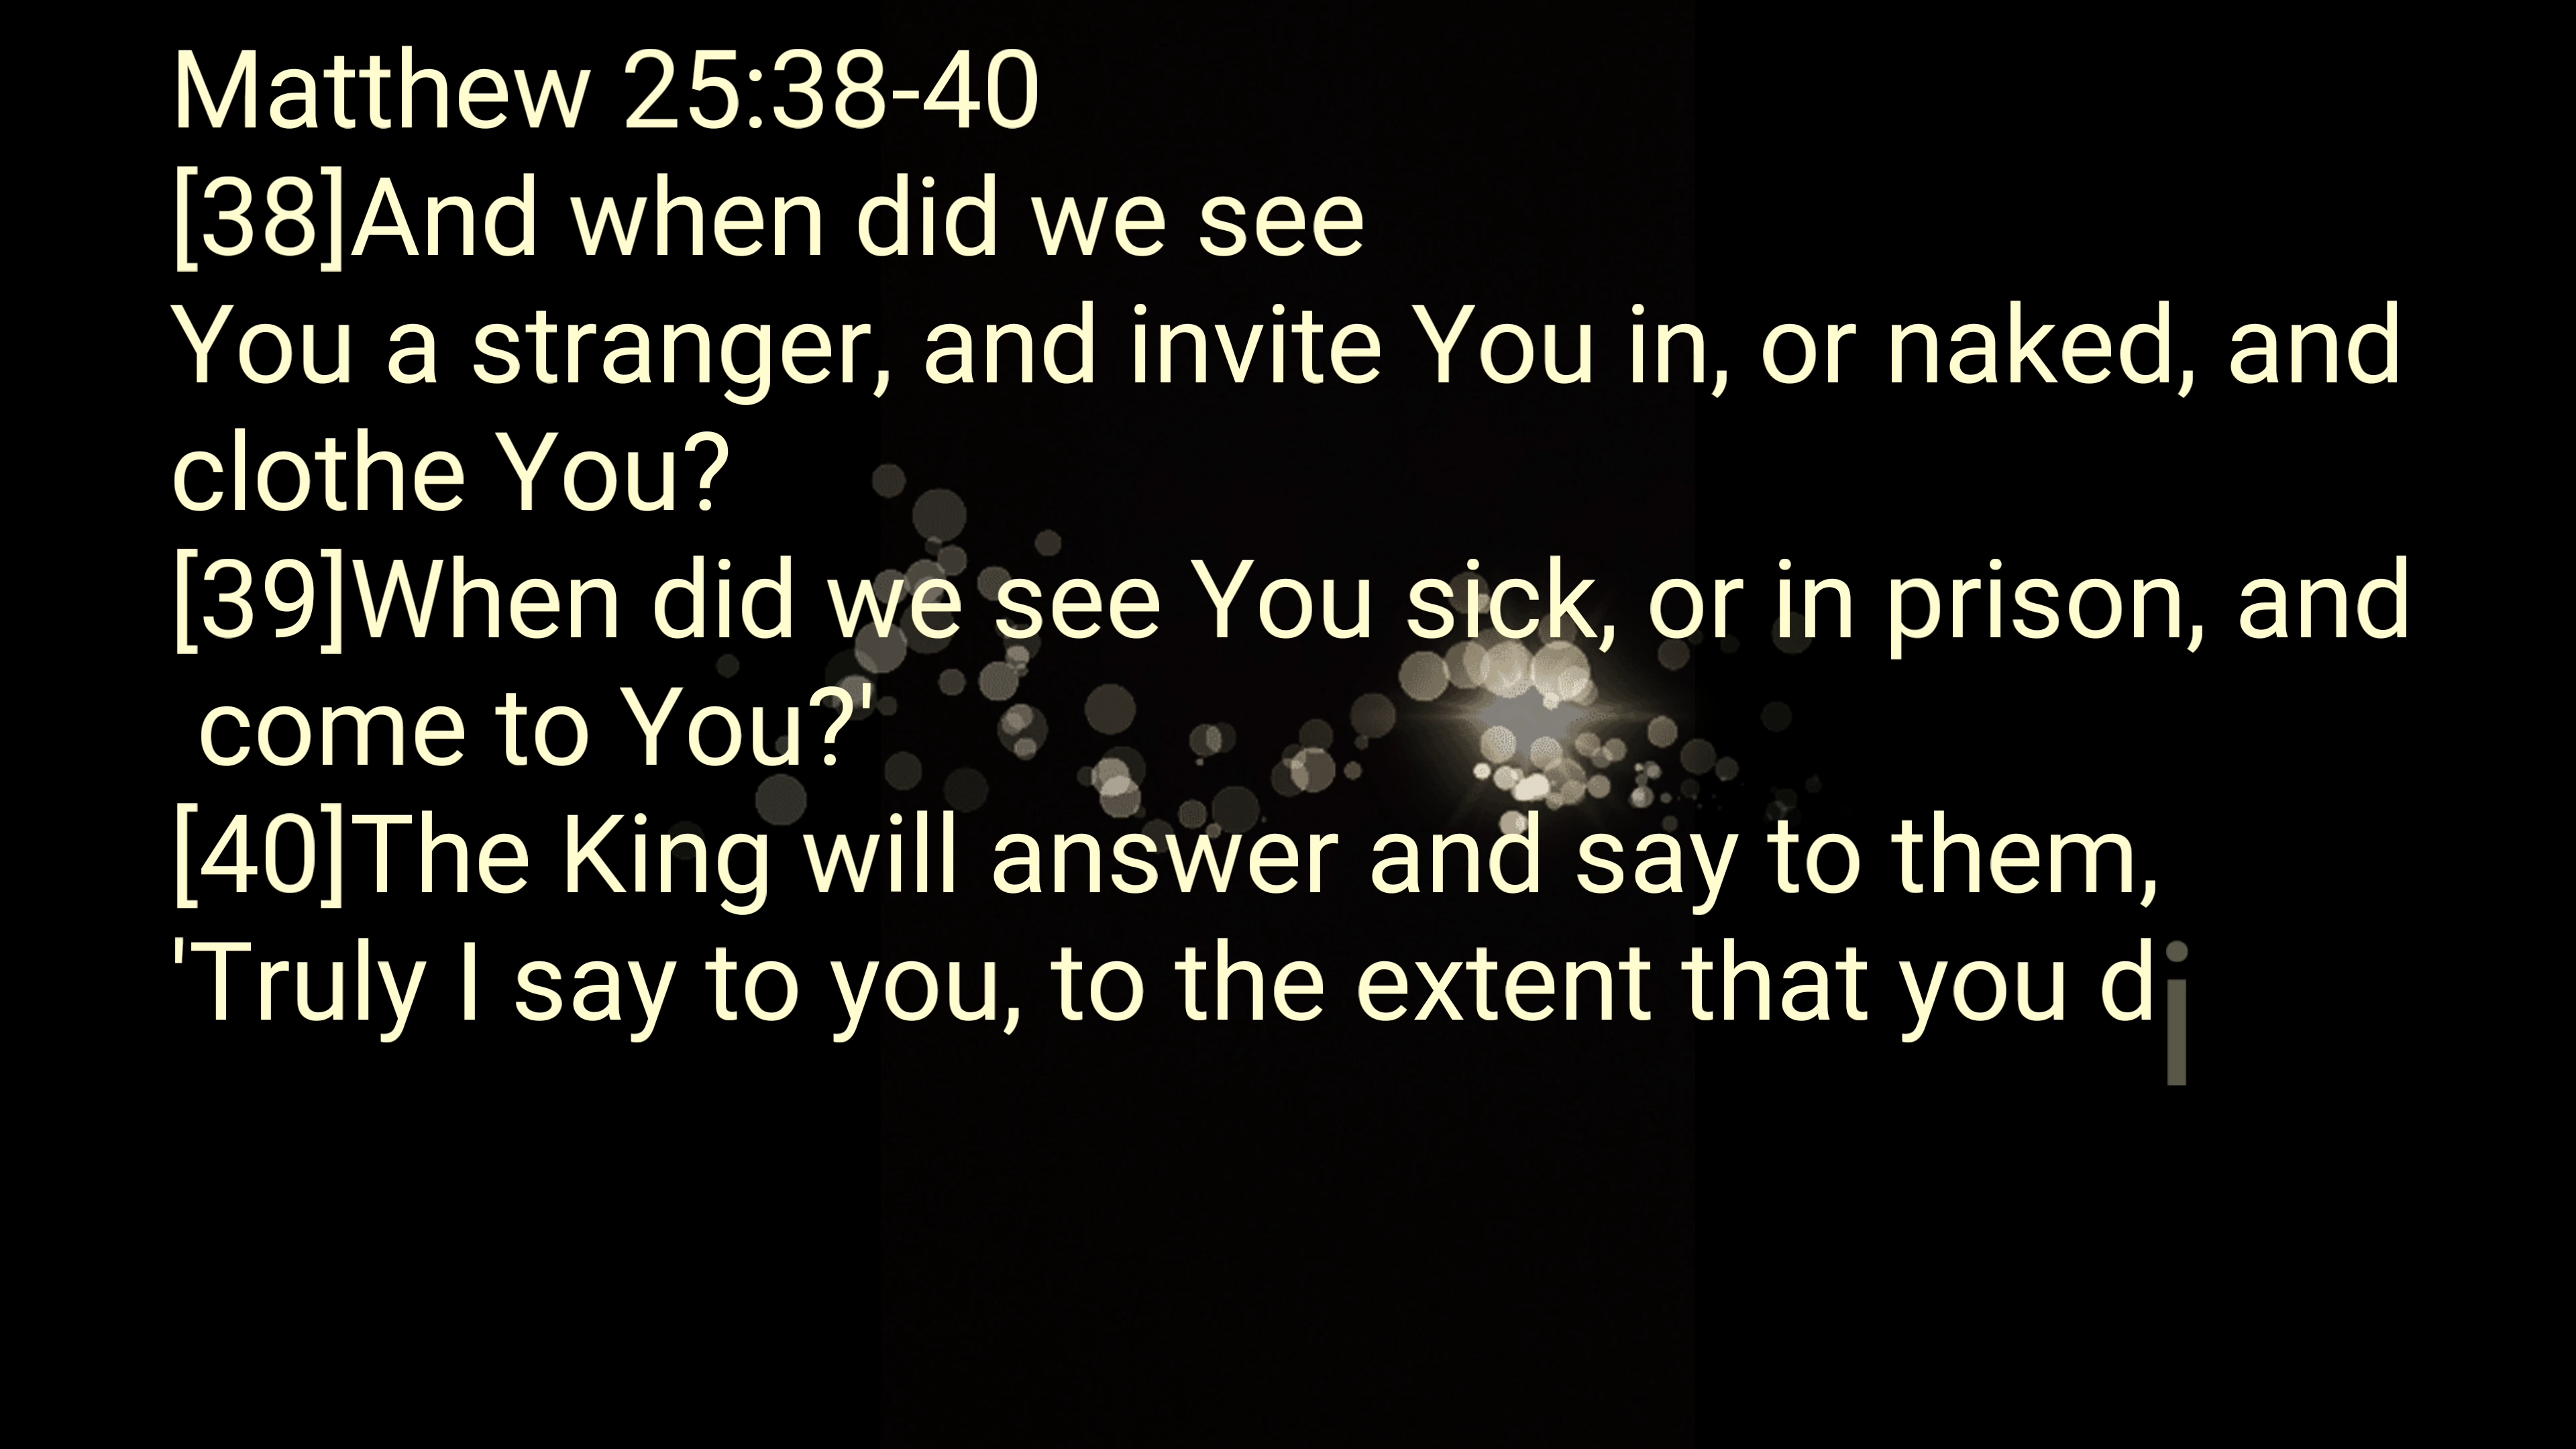 Matthew 25:38-40
[38]And when did we see
You a stranger, and invite You in, or naked, and
clothe You?
[39]When did we see You sick, or in prison, and
come to You?'
[40]The King will answer and say to them,
'Truly I say to you, to the extent that you di